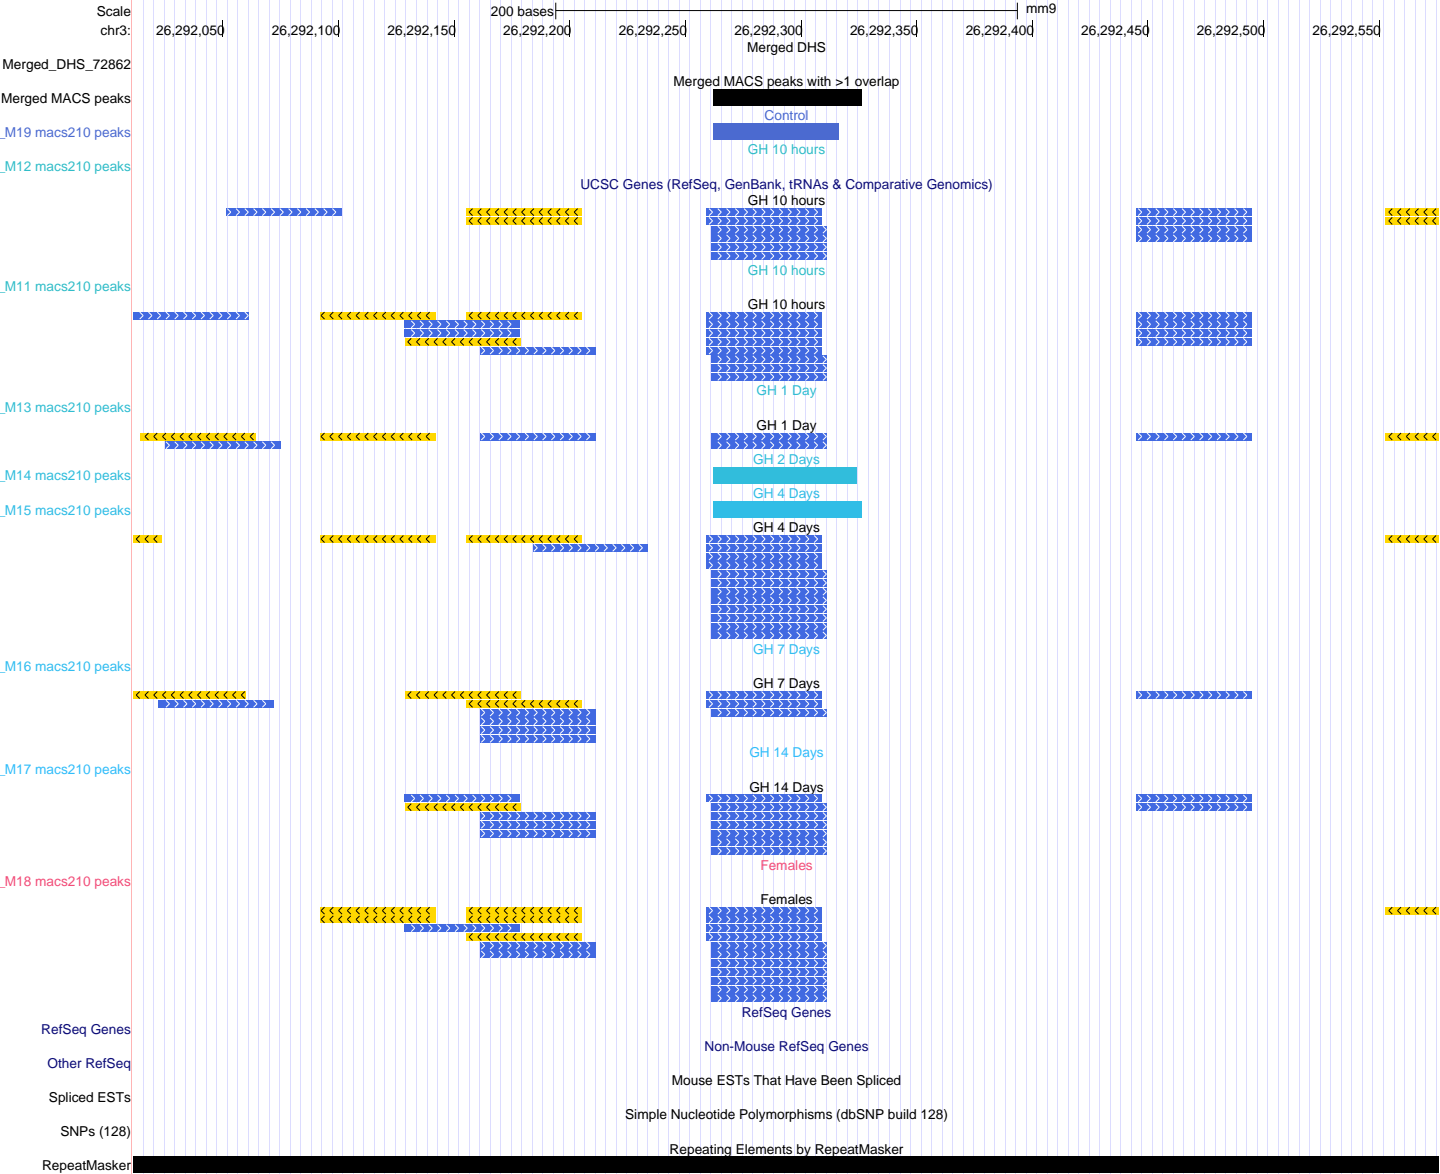 Scale 200 bases mm9
chr3: 26,292,050 26,292,100 26,292,150 26,292,200 26,292,250 26,292,300 26,292,350 26,292,400 26,292,450 26,292,500 26,292,550
Merged DHS
Merged_DHS_72862
Merged MACS peaks with >1 overlap
Merged MACS peaks
Control
_M19 macs210 peaks
GH 10 hours
_M12 macs210 peaks
UCSC Genes (RefSeq, GenBank, tRNAs & Comparative Genomics)
GH 10 hours
GH 10 hours
_M11 macs210 peaks
GH 10 hours
GH 1 Day
_M13 macs210 peaks
GH 1 Day
GH 2 Days
_M14 macs210 peaks
GH 4 Days
_M15 macs210 peaks
GH 4 Days
GH 7 Days
_M16 macs210 peaks
GH 7 Days
GH 14 Days
_M17 macs210 peaks
GH 14 Days
Females
_M18 macs210 peaks
Females
RefSeq Genes
RefSeq Genes
Non-Mouse RefSeq Genes
Other RefSeq
Mouse ESTs That Have Been Spliced
Spliced ESTs
Simple Nucleotide Polymorphisms (dbSNP build 128)
SNPs (128)
Repeating Elements by RepeatMasker
RepeatMasker